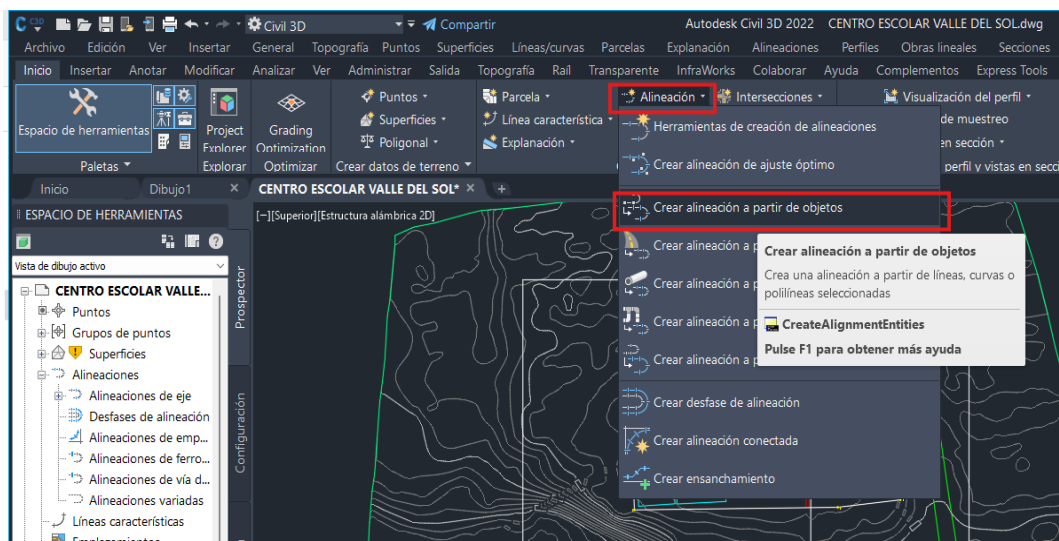 C3D Civil 3D Compartir Autodesk Civil 3D 2022 CENTRO ESCOLAR VALLE DEL SOL.dwg
Archivo Edición Ver Insertar General Topografía Puntos Superficies Líneas/curvas Parcelas Explanación Alineaciones Perfiles Obras lineales Secciones
Inicio Insertar Anotar Modificar Analizar Ver Administrar Salida Topografía Rail Transparente InfraWorks Colaborar Ayuda Complementos Express Tools
Espacio de herramientas
Paletas
Project
Explorer
Explorar
Grading
Optimization
Optimizar
Puntos
Superficies
Poligonal
Crear datos de terreno
Parcela
Línea característica
Explanación
Alineación
Intersecciones
Visualización del perfil
de muestreo
en sección
perfil y vistas en secci
Inicio Dibujo1 CENTRO ESCOLAR VALLE DEL SOL*
ESPACIO DE HERRAMIENTAS
Vista de dibujo activo
CENTRO ESCOLAR VALLE...
Puntos
Grupos de puntos
Superficies
Alineaciones
Alineaciones de eje
Desfases de alineación
Alineaciones de emp...
Alineaciones de ferro...
Alineaciones de vía d...
Alineaciones variadas
Líneas características
Emplazamientos
Prospector
Configuración
[−][Superior][Estructura alámbrica 2D]
Herramientas de creación de alineaciones
Crear alineación de ajuste óptimo
Crear alineación a partir de objetos
Crear alineación a p
Crear alineación a p
Crear alineación a p
Crear alineación a p
Crear desfase de alineación
Crear alineación conectada
Crear ensanchamiento
Crear alineación a partir de objetos
Crea una alineación a partir de líneas, curvas o
polilíneas seleccionadas
CreateAlignmentEntities
Pulse F1 para obtener más ayuda